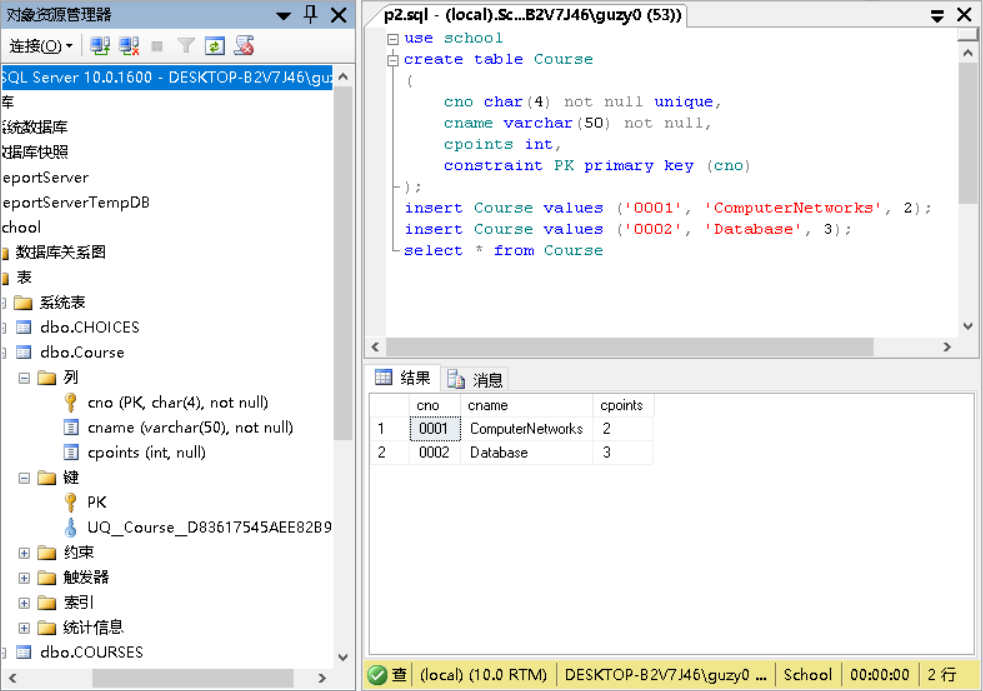 对象资源管理器
连接(O)
SQL Server 10.0.1600 - DESKTOP-B2V7J46\guz
库
系统数据库
数据库快照
eportServer
eportServerTempDB
chool
数据库关系图
表
系统表
dbo.CHOICES
dbo.Course
列
cno (PK, char(4), not null)
cname (varchar(50), not null)
cpoints (int, null)
键
PK
UQ__Course__D83617545AEE82B9
约束
触发器
索引
统计信息
dbo.COURSES
p2.sql - (local).Sc...B2V7J46\guzy0 (53))
use school
create table Course
(
cno char(4) not null unique,
cname varchar(50) not null,
cpoints int,
constraint PK primary key (cno)
);
insert Course values ('0001', 'ComputerNetworks', 2);
insert Course values ('0002', 'Database', 3);
select * from Course
结果 消息
cno cname cpoints
1 0001 ComputerNetworks 2
2 0002 Database 3
查 (local) (10.0 RTM) DESKTOP-B2V7J46\guzy0 ... School 00:00:00 2 行